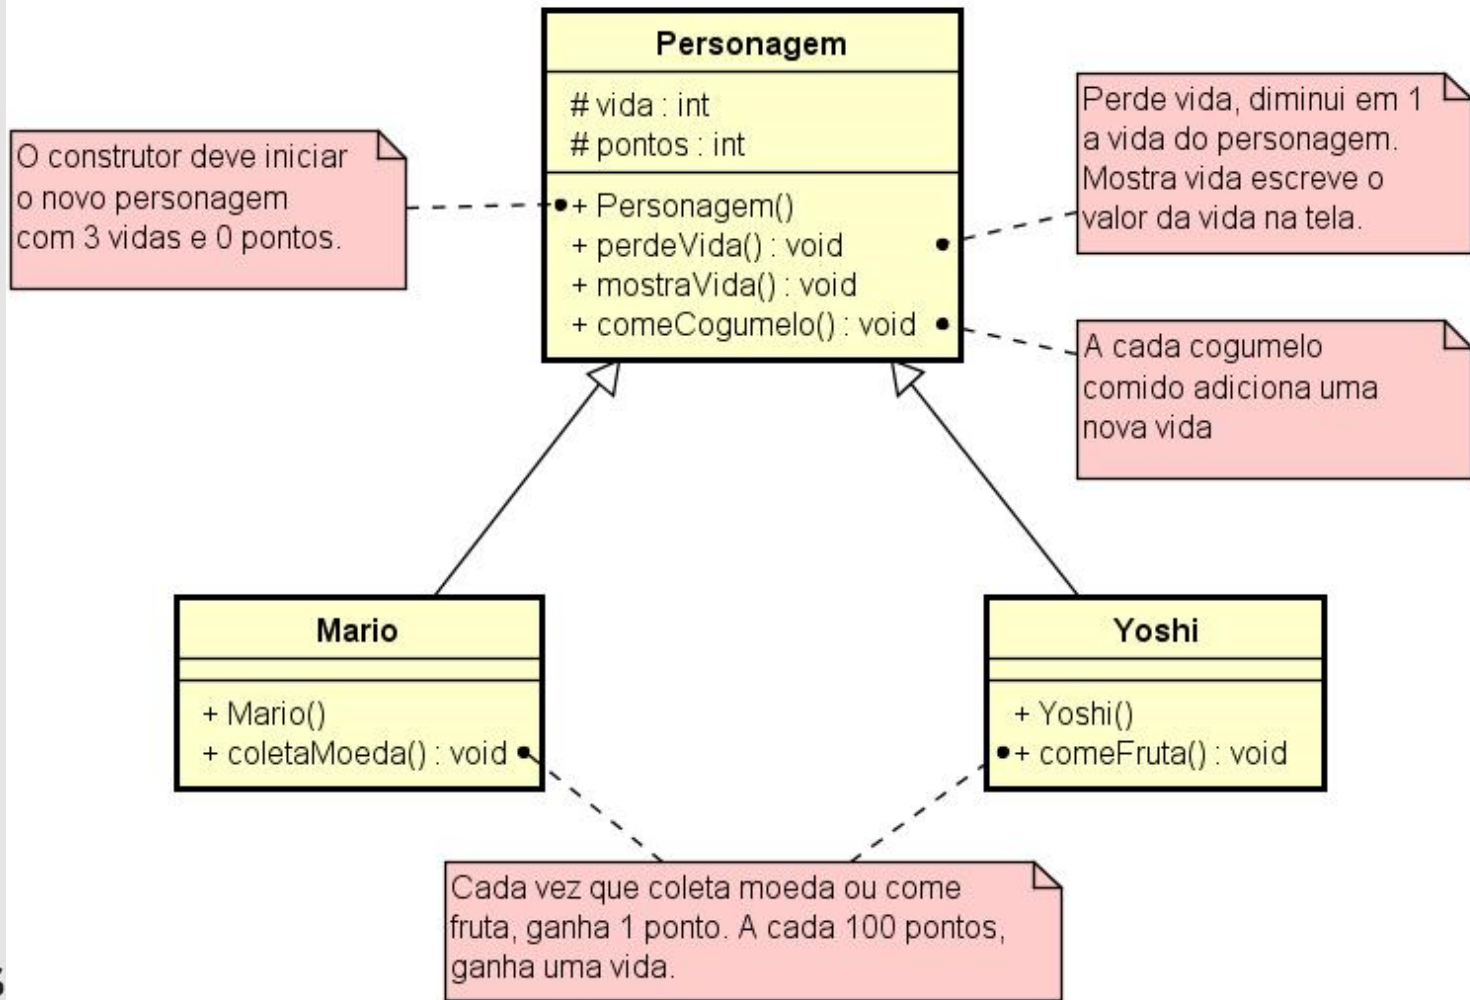 Personagem
# vida : int
# pontos : int
+ Personagem()
+ perdeVida() : void
+ mostraVida() : void
+ comeCogumelo() : void
O construtor deve iniciar
o novo personagem
com 3 vidas e 0 pontos.
Perde vida, diminui em 1
a vida do personagem.
Mostra vida escreve o
valor da vida na tela.
A cada cogumelo
comido adiciona uma
nova vida
Mario
+ Mario()
+ coletaMoeda() : void
Yoshi
+ Yoshi()
+ comeFruta() : void
Cada vez que coleta moeda ou come
fruta, ganha 1 ponto. A cada 100 pontos,
ganha uma vida.